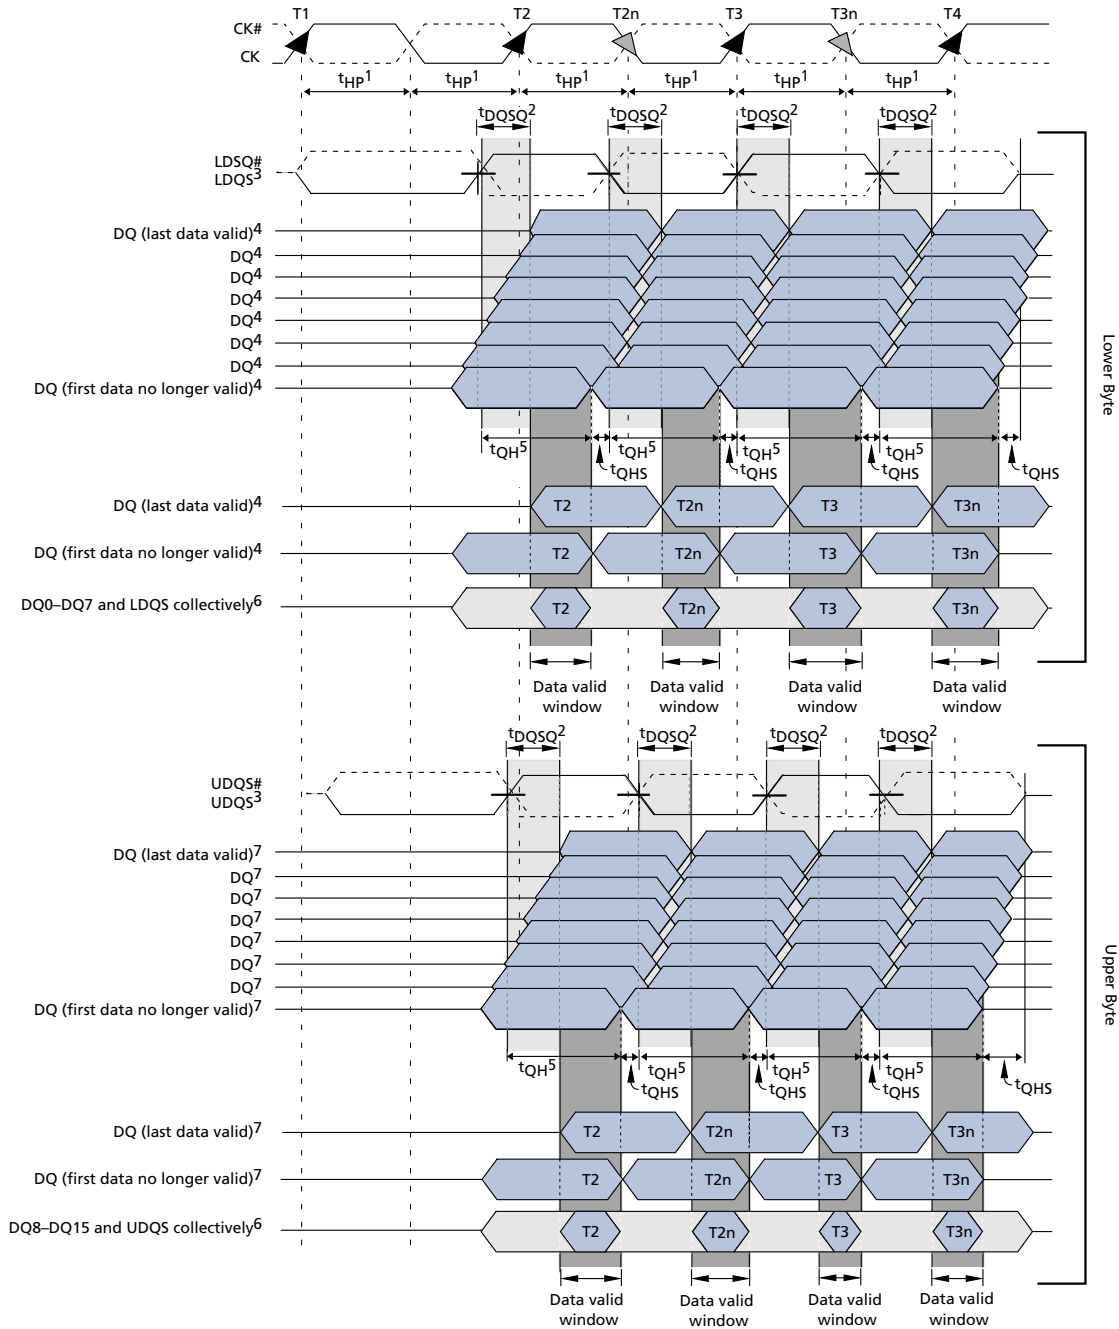 T1 T2 T2n T3 T3n T4
CK#
CK
tHP1 tHP1 tHP1 tHP1 tHP1 tHP1
tDQSQ2 tDQSQ2 tDQSQ2 tDQSQ2
LDSQ#
LDQS3
DQ (last data valid)4
DQ4
DQ4
DQ4
DQ4
DQ4
DQ4
DQ (first data no longer valid)4
Lower Byte
tQH5 tQH5 tQH5 tQH5
tQHS tQHS tQHS tQHS
DQ (last data valid)4 T2 T2n T3 T3n
DQ (first data no longer valid)4 T2 T2n T3 T3n
DQ0–DQ7 and LDQS collectively6 T2 T2n T3 T3n
Data valid Data valid Data valid Data valid
window window window window
tDQSQ2 tDQSQ2 tDQSQ2 tDQSQ2
UDQS#
UDQS3
DQ (last data valid)7
DQ7
DQ7
DQ7
DQ7
DQ7
DQ7
DQ (first data no longer valid)7
Upper Byte
tQH5 tQH5 tQH5 tQH5
tQHS tQHS tQHS tQHS
DQ (last data valid)7 T2 T2n T3 T3n
DQ (first data no longer valid)7 T2 T2n T3 T3n
DQ8–DQ15 and UDQS collectively6 T2 T2n T3 T3n
Data valid Data valid Data valid Data valid
window window window window